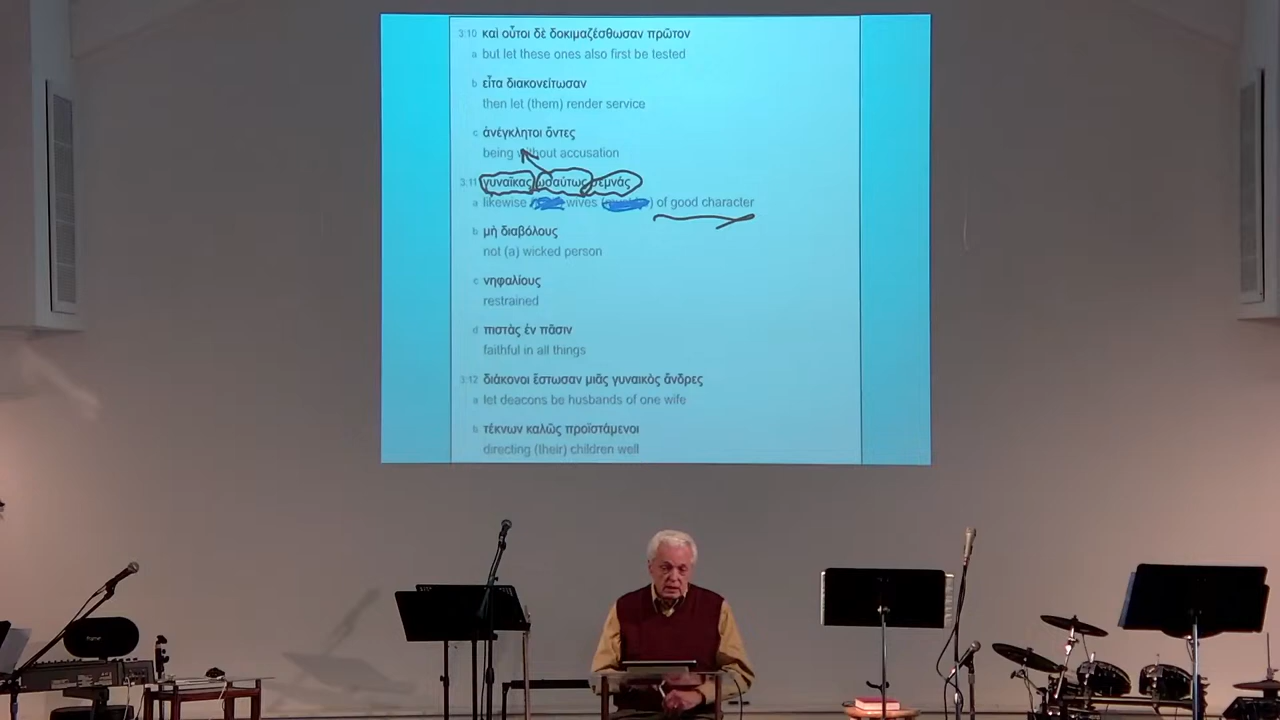 3:10 καὶ οὗτοι δὲ δοκιμαζέσθωσαν πρῶτον
a but let these ones also first be tested
b εἶτα διακονείτωσαν
then let (them) render service
c ἀνέγκλητοι ὄντες
being without accusation
3:11 γυναῖκας ὡσαύτως σεμνάς
a likewise wives ( ) of good character
b μὴ διαβόλους
not (a) wicked person
c νηφαλίους
restrained
d πιστὰς ἐν πᾶσιν
faithful in all things
3:12 διάκονοι ἔστωσαν μιᾶς γυναικὸς ἄνδρες
a let deacons be husbands of one wife
b τέκνων καλῶς προϊστάμενοι
directing (their) children well